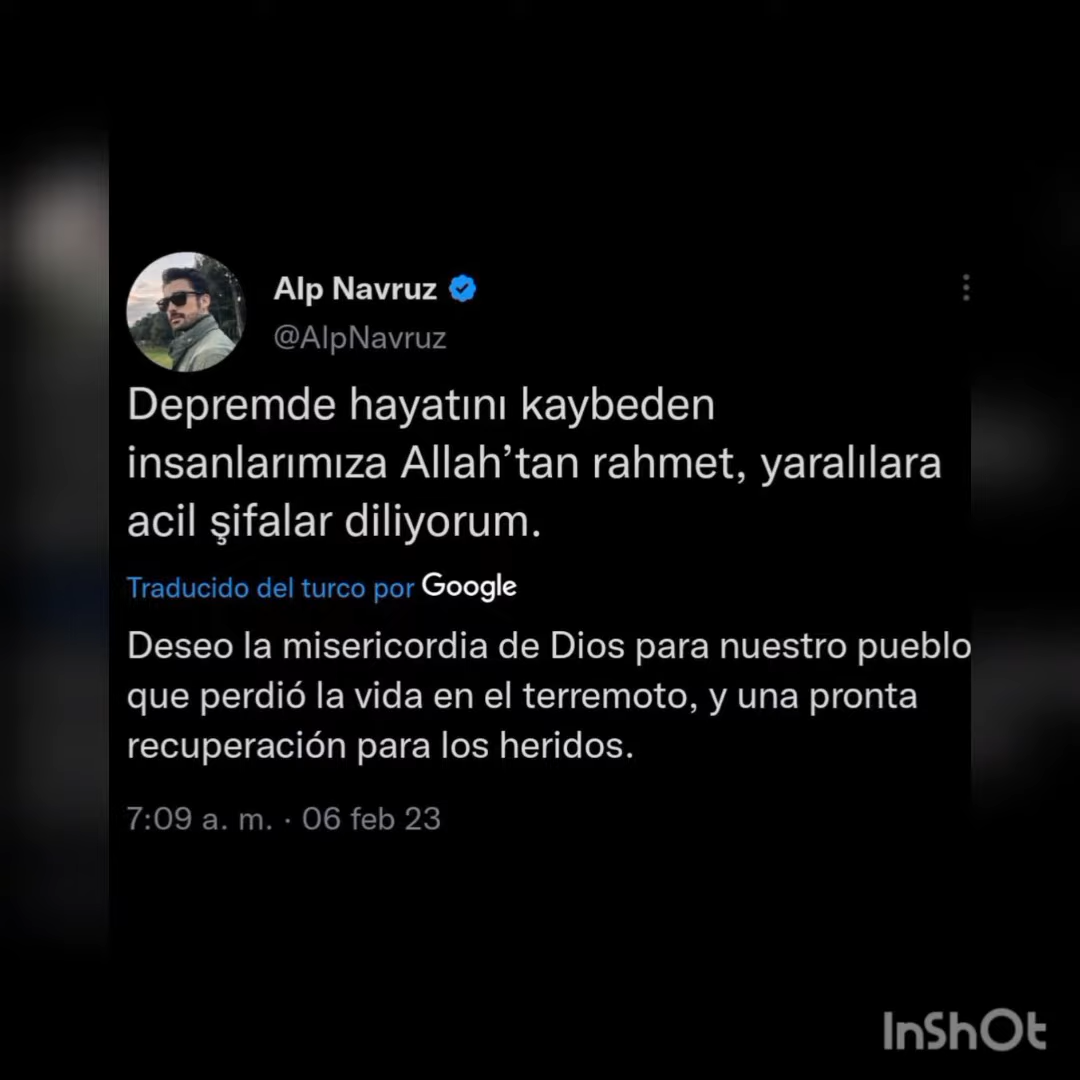 Alp Navruz
@AlpNavruz
Depremde hayatını kaybeden
insanlarımıza Allah’tan rahmet, yaralılara
acil şifalar diliyorum.
Traducido del turco por Google
Deseo la misericordia de Dios para nuestro pueblo
que perdió la vida en el terremoto, y una pronta
recuperación para los heridos.
7:09 a. m. · 06 feb 23
InShOt